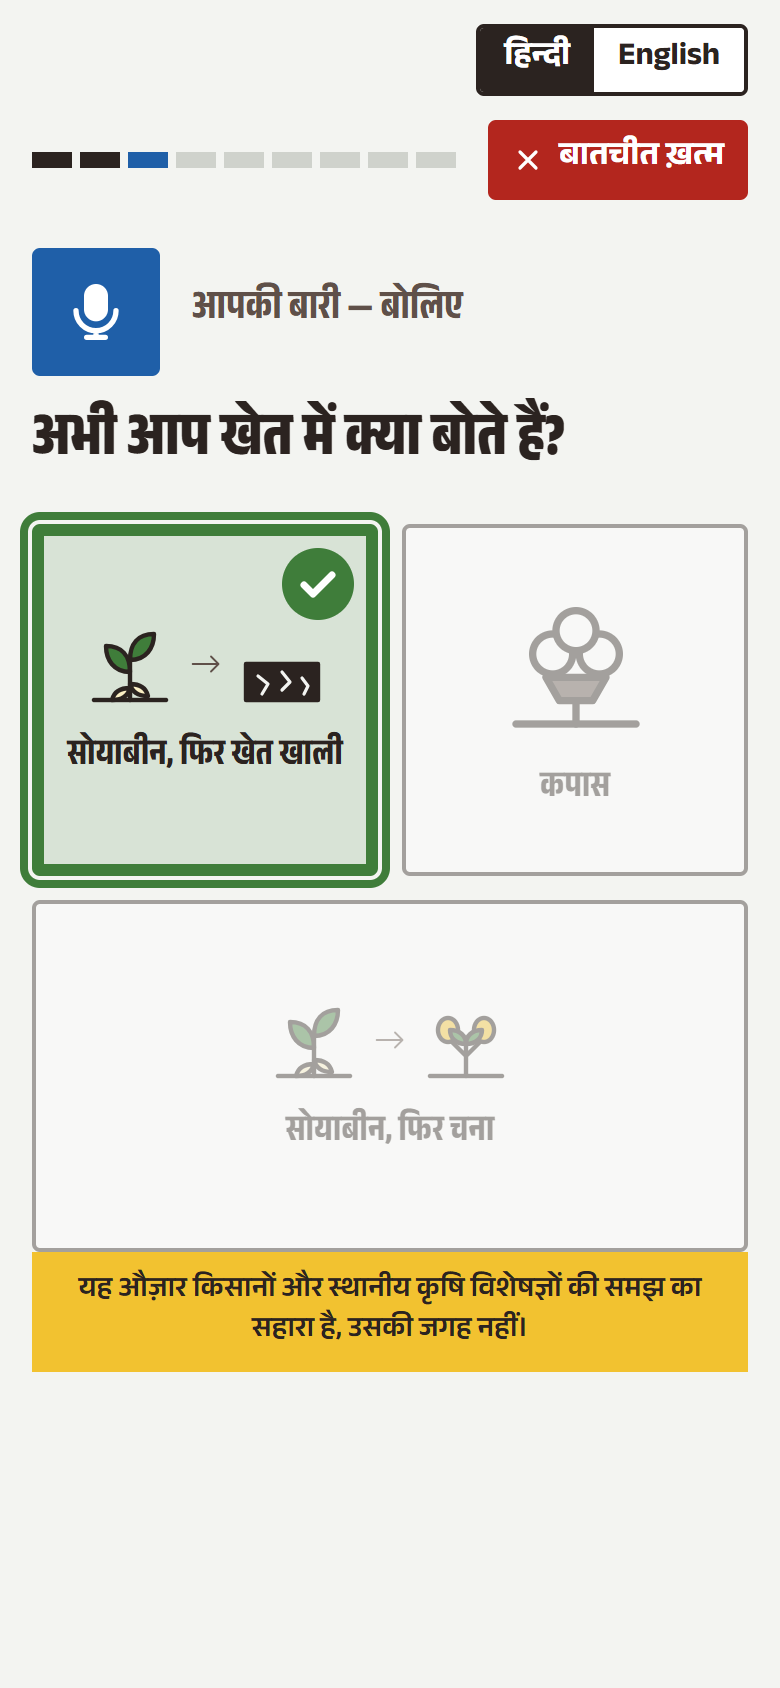 हिन्दी English
बातचीत ख़त्म
आपकी बारी – बोलिए
अभी आप खेत में क्या बोते हैं?
सोयाबीन, फिर खेत खाली
कपास
सोयाबीन, फिर चना
यह औज़ार किसानों और स्थानीय कृषि विशेषज्ञों की समझ का
सहारा है, उसकी जगह नहीं।